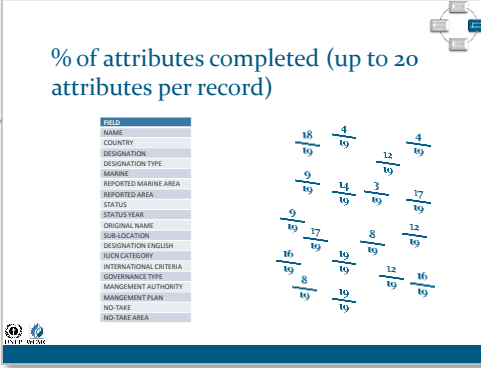 % of attributes completed (up to 20
attributes per record)
FIELD
NAME
COUNTRY
DESIGNATION
DESIGNATION TYPE
MARINE
REPORTED MARINE AREA
REPORTED AREA
STATUS
STATUS YEAR
ORIGINAL NAME
SUB-LOCATION
DESIGNATION ENGLISH
IUCN CATEGORY
INTERNATIONAL CRITERIA
GOVERNANCE TYPE
MANGEMENT AUTHORITY
MANGEMENT PLAN
NO-TAKE
NO-TAKE AREA
18/19
4/19
4/19
12/19
9/19
14/19
3/19
17/19
9/19
17/19
8/19
12/19
16/19
19/19
12/19
16/19
8/19
19/19
UNEP WCMC